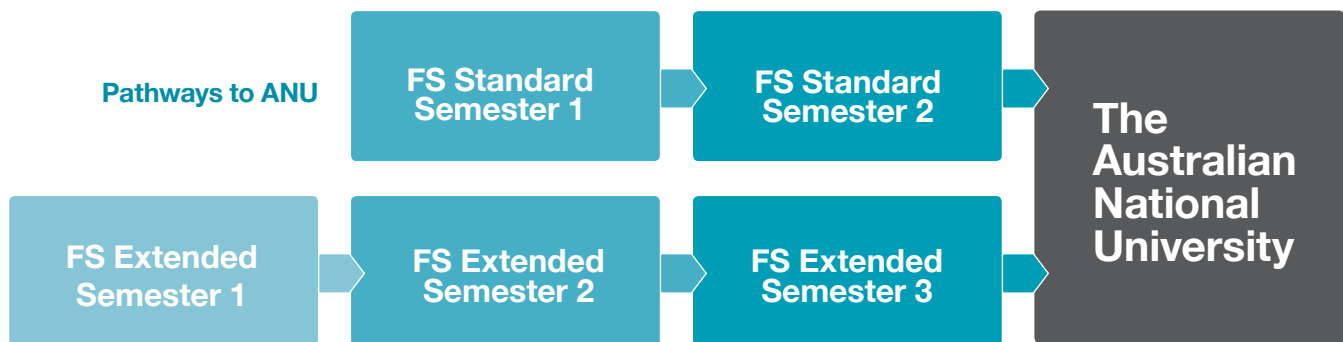 Pathways to ANU
FS Standard
Semester 1
FS Standard
Semester 2
The
Australian
National
University
FS Extended
Semester 1
FS Extended
Semester 2
FS Extended
Semester 3